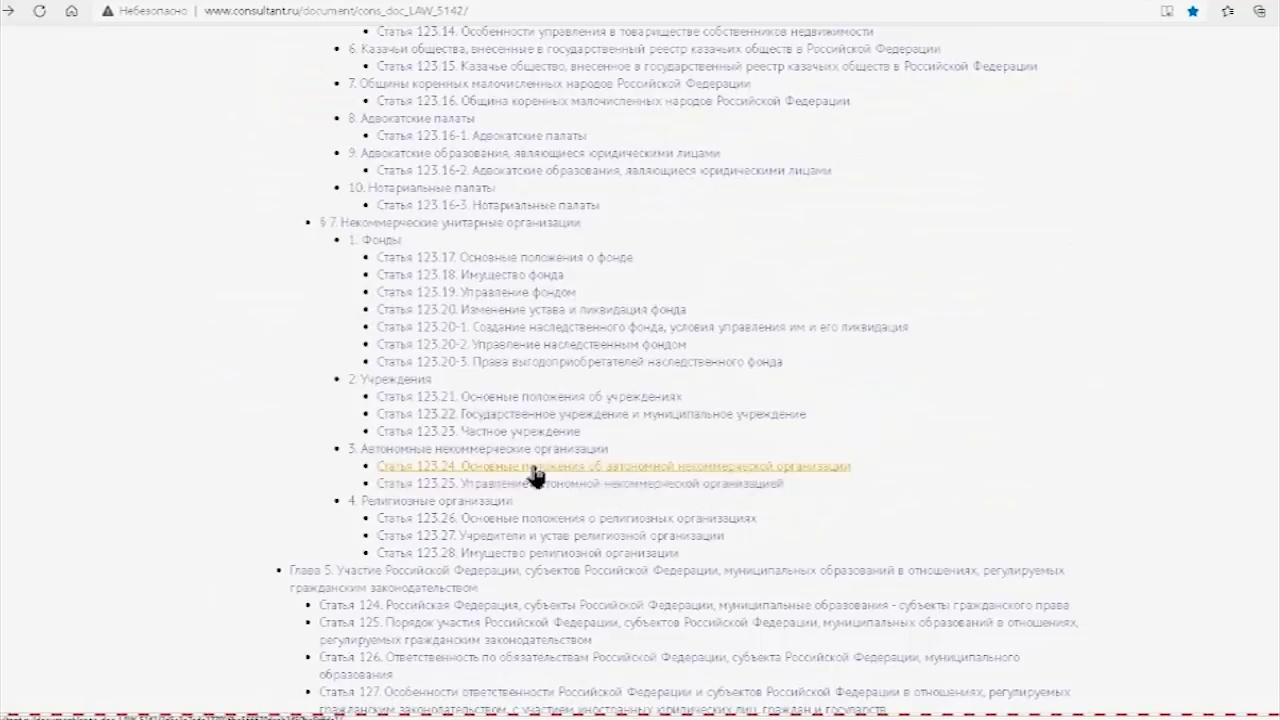 Небезопасно | www.consultant.ru/document/cons_doc_LAW_5142/
Статья 123.14. Особенности управления в товариществе собственников недвижимости
6. Казачьи общества, внесенные в государственный реестр казачьих обществ в Российской Федерации
Статья 123.15. Казачье общество, внесенное в государственный реестр казачьих обществ в Российской Федерации
7. Общины коренных малочисленных народов Российской Федерации
Статья 123.16. Община коренных малочисленных народов Российской Федерации
8. Адвокатские палаты
Статья 123.16-1. Адвокатские палаты
9. Адвокатские образования, являющиеся юридическими лицами
Статья 123.16-2. Адвокатские образования, являющиеся юридическими лицами
10. Нотариальные палаты
Статья 123.16-3. Нотариальные палаты
§ 7. Некоммерческие унитарные организации
1. Фонды
Статья 123.17. Основные положения о фонде
Статья 123.18. Имущество фонда
Статья 123.19. Управление фондом
Статья 123.20. Изменение устава и ликвидация фонда
Статья 123.20-1. Создание наследственного фонда, условия управления им и его ликвидация
Статья 123.20-2. Управление наследственным фондом
Статья 123.20-3. Права выгодоприобретателей наследственного фонда
2. Учреждения
Статья 123.21. Основные положения об учреждениях
Статья 123.22. Государственное учреждение и муниципальное учреждение
Статья 123.23. Частное учреждение
3. Автономные некоммерческие организации
Статья 123.24. Основные положения об автономной некоммерческой организации
Статья 123.25. Управление автономной некоммерческой организацией
4. Религиозные организации
Статья 123.26. Основные положения о религиозных организациях
Статья 123.27. Учредители и устав религиозной организации
Статья 123.28. Имущество религиозной организации
Глава 5. Участие Российской Федерации, субъектов Российской Федерации, муниципальных образований в отношениях, регулируемых
гражданским законодательством
Статья 124. Российская Федерация, субъекты Российской Федерации, муниципальные образования - субъекты гражданского права
Статья 125. Порядок участия Российской Федерации, субъектов Российской Федерации, муниципальных образований в отношениях,
регулируемых гражданским законодательством
Статья 126. Ответственность по обязательствам Российской Федерации, субъекта Российской Федерации, муниципального
образования
Статья 127. Особенности ответственности Российской Федерации и субъектов Российской Федерации в отношениях, регулируемых
гражданским законодательством, с участием иностранных юридических лиц, граждан и государств